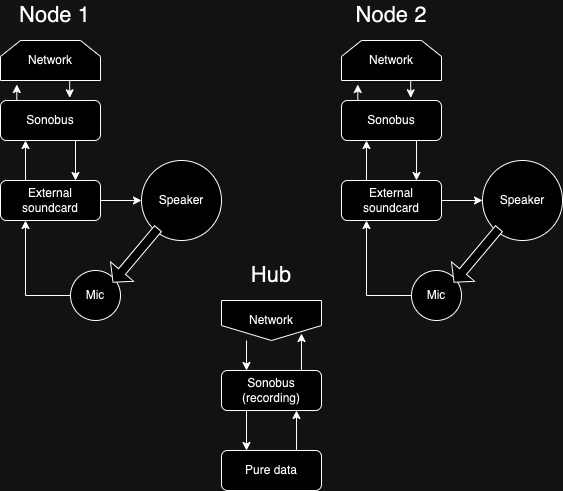 Node 1
Node 2
Network
Network
Sonobus
Sonobus
External
soundcard
Speaker
External
soundcard
Speaker
Mic
Mic
Hub
Network
Sonobus
(recording)
Pure data